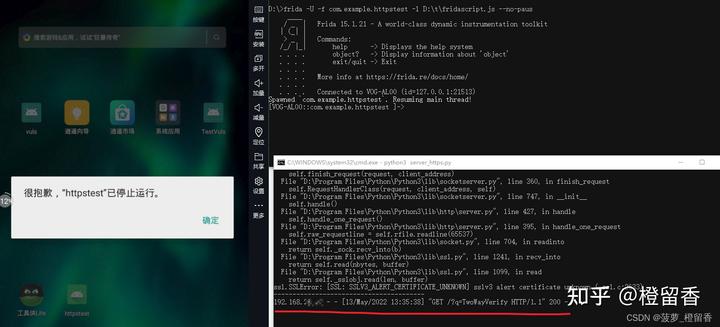 搜索游戏&应用，试试"狂暴传奇"
vuls
逍遥向导
逍遥市场
系统应用
TestVuls
很抱歉，"httpstest"已停止运行。
确定
12%
工具类Lite
httpstest
按键
安装
多开
加量
减量
定位
共享
设置
更多
D:\>frida -U -f com.example.httpstest -l D:\t\fridascript.js --no-paus
Frida 15.1.21 - A world-class dynamic instrumentation toolkit
Commands:
help -> Displays the help system
object? -> Display information about 'object'
exit/quit -> Exit
More info at https://frida.re/docs/home/
Connected to VOG-AL00 (id=127.0.0.1:21513)
Spawned `com.example.httpstest`. Resuming main thread!
[VOG-AL00::com.example.httpstest ]->
C:\WINDOWS\system32\cmd.exe - python3 server_https.py
self.finish_request(request, client_address)
File "D:\Program Files\Python\Python3\lib\socketserver.py", line 360, in finish_request
self.RequestHandlerClass(request, client_address, self)
File "D:\Program Files\Python\Python3\lib\socketserver.py", line 747, in __init__
self.handle()
File "D:\Program Files\Python\Python3\lib\http\server.py", line 427, in handle
self.handle_one_request()
File "D:\Program Files\Python\Python3\lib\http\server.py", line 395, in handle_one_request
self.raw_requestline = self.rfile.readline(65537)
File "D:\Program Files\Python\Python3\lib\socket.py", line 704, in readinto
return self._sock.recv_into(b)
File "D:\Program Files\Python\Python3\lib\ssl.py", line 1241, in recv_into
return self.read(nbytes, buffer)
File "D:\Program Files\Python\Python3\lib\ssl.py", line 1099, in read
return self._sslobj.read(len, buffer)
ssl.SSLError: [SSL: SSLV3_ALERT_CERTIFICATE_UNKNOWN] sslv3 alert certificate
192.168. - - [13/May/2022 13:35:38] "GET /?q=TwoWayVerify HTTP/1.1" 200 -
知乎 @橙留香
CSDN @菠萝_橙留香